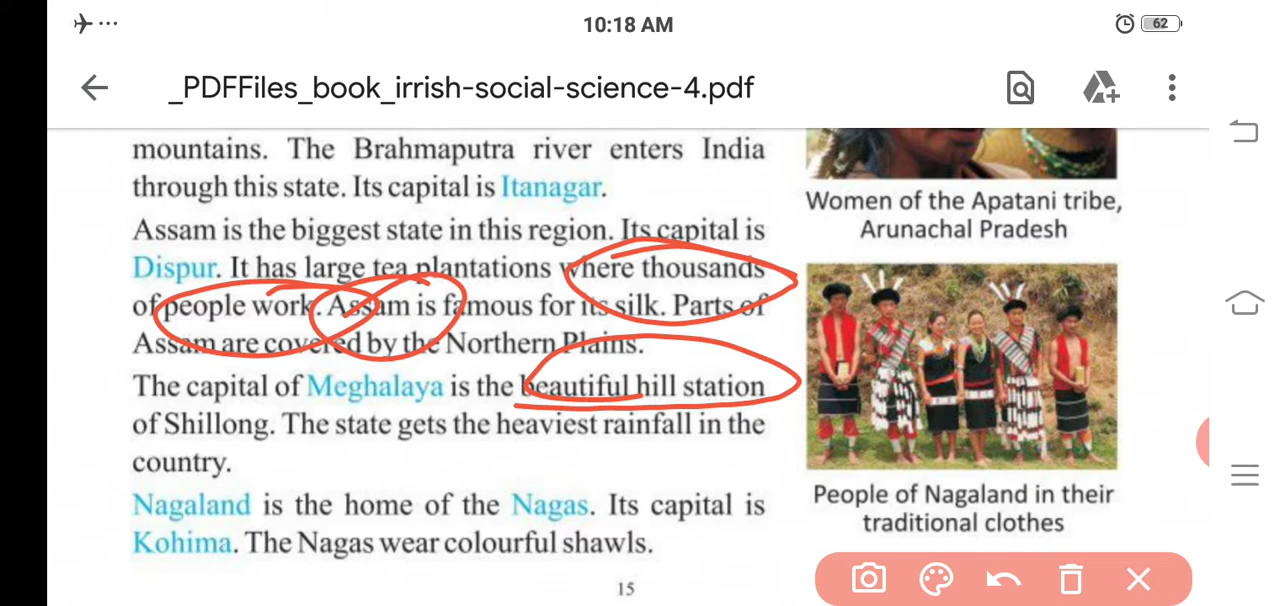 10:18 AM
62
_PDFFiles_book_irrish-social-science-4.pdf
mountains. The Brahmaputra river enters India
through this state. Its capital is Itanagar.
Assam is the biggest state in this region. Its capital is
Dispur. It has large tea plantations where thousands
of people work. Assam is famous for its silk. Parts of
Assam are covered by the Northern Plains.
The capital of Meghalaya is the beautiful hill station
of Shillong. The state gets the heaviest rainfall in the
country.
Nagaland is the home of the Nagas. Its capital is
Kohima. The Nagas wear colourful shawls.
15
Women of the Apatani tribe,
Arunachal Pradesh
People of Nagaland in their
traditional clothes